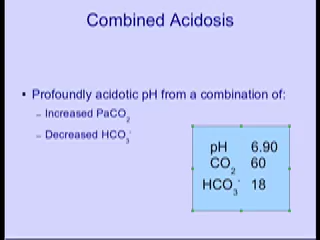 Combined Acidosis
• Profoundly acidotic pH from a combination of:
– Increased PaCO₂
– Decreased HCO₃⁻
pH 6.90
CO₂ 60
HCO₃⁻ 18